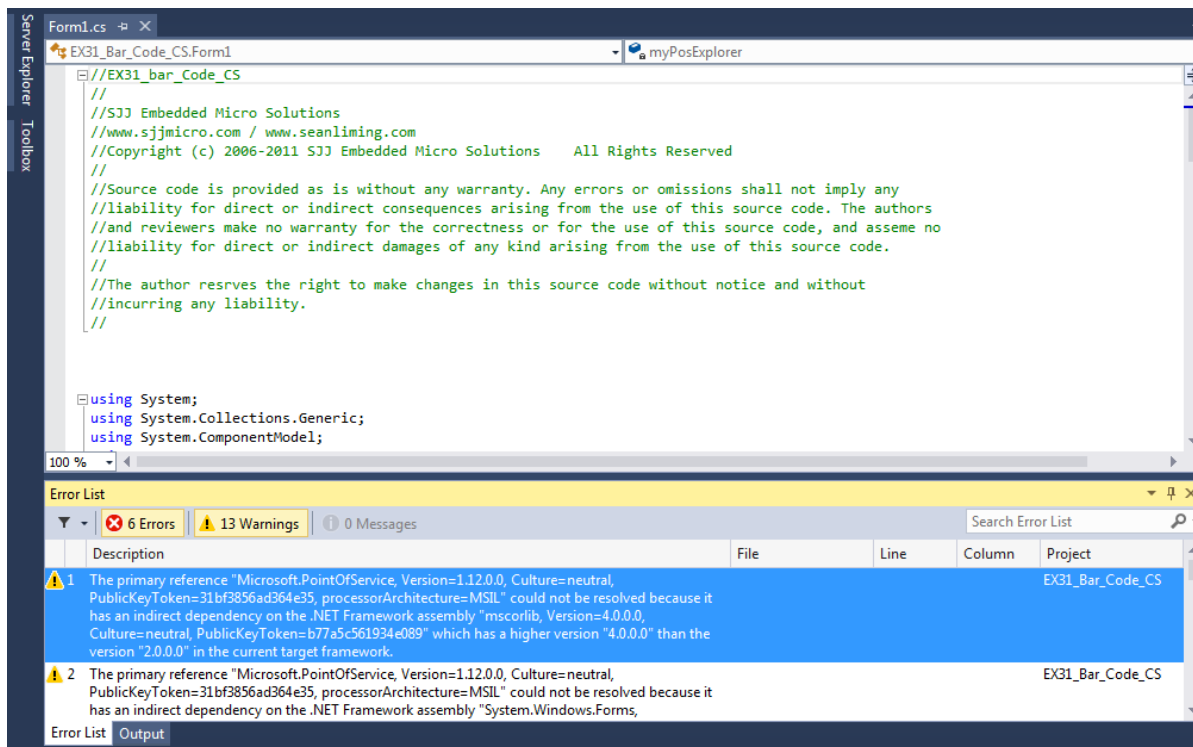 Server Explorer
Toolbox
Form1.cs
EX31_Bar_Code_CS.Form1
myPosExplorer
//EX31_bar_Code_CS
//
//SJJ Embedded Micro Solutions
//www.sjjmicro.com / www.seanliming.com
//Copyright (c) 2006-2011 SJJ Embedded Micro Solutions    All Rights Reserved
//
//Source code is provided as is without any warranty. Any errors or omissions shall not imply any
//liability for direct or indirect consequences arising from the use of this source code. The authors
//and reviewers make no warranty for the correctness or for the use of this source code, and asseme no
//liability for direct or indirect damages of any kind arising from the use of this source code.
//
//The author resrves the right to make changes in this source code without notice and without
//incurring any liability.
//
using System;
using System.Collections.Generic;
using System.ComponentModel;
100 %
Error List
6 Errors
13 Warnings
0 Messages
Search Error List
Description File Line Column Project
1 The primary reference "Microsoft.PointOfService, Version=1.12.0.0, Culture=neutral, EX31_Bar_Code_CS
PublicKeyToken=31bf3856ad364e35, processorArchitecture=MSIL" could not be resolved because it
has an indirect dependency on the .NET Framework assembly "mscorlib, Version=4.0.0.0,
Culture=neutral, PublicKeyToken=b77a5c561934e089" which has a higher version "4.0.0.0" than the
version "2.0.0.0" in the current target framework.
2 The primary reference "Microsoft.PointOfService, Version=1.12.0.0, Culture=neutral, EX31_Bar_Code_CS
PublicKeyToken=31bf3856ad364e35, processorArchitecture=MSIL" could not be resolved because it
has an indirect dependency on the .NET Framework assembly "System.Windows.Forms,
Error List Output